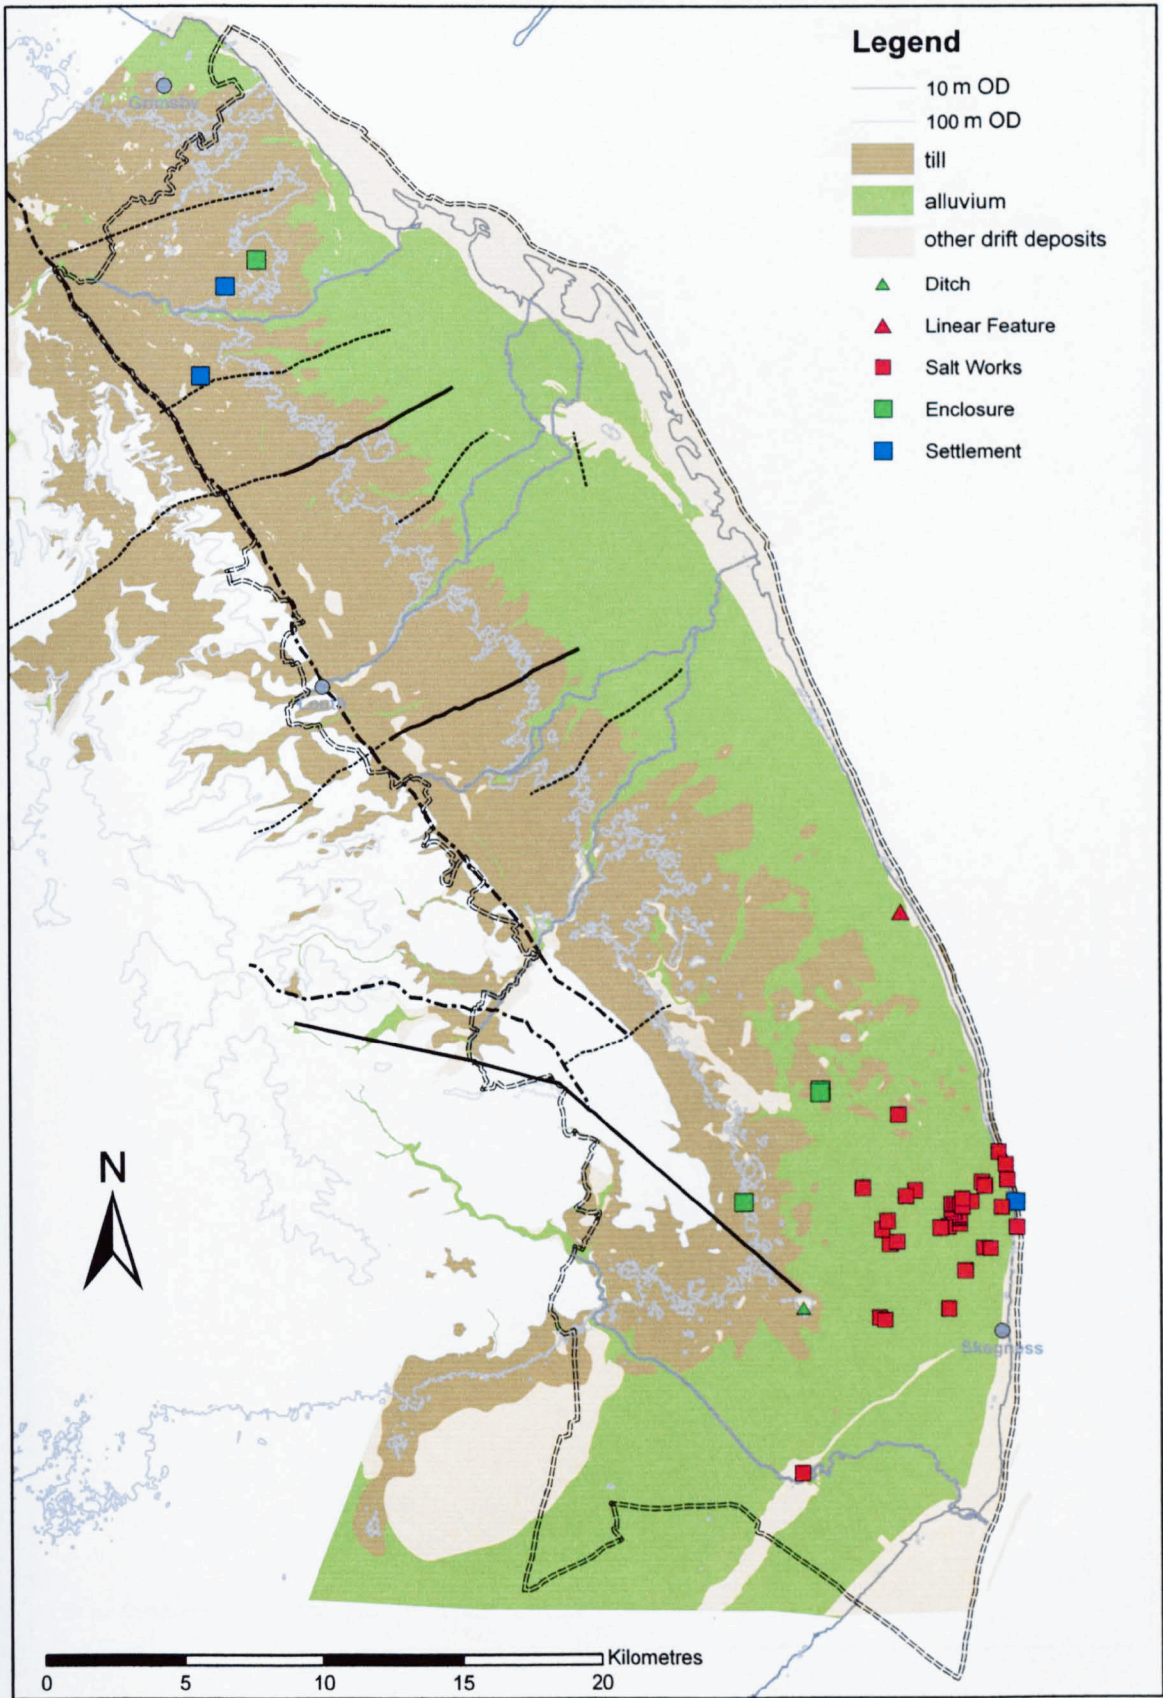 Legend
10 m OD
100 m OD
till
alluvium
other drift deposits
Ditch
Linear Feature
Salt Works
Enclosure
Settlement
Grimsby
Louth
N
Skegness
Kilometres
0 5 10 15 20